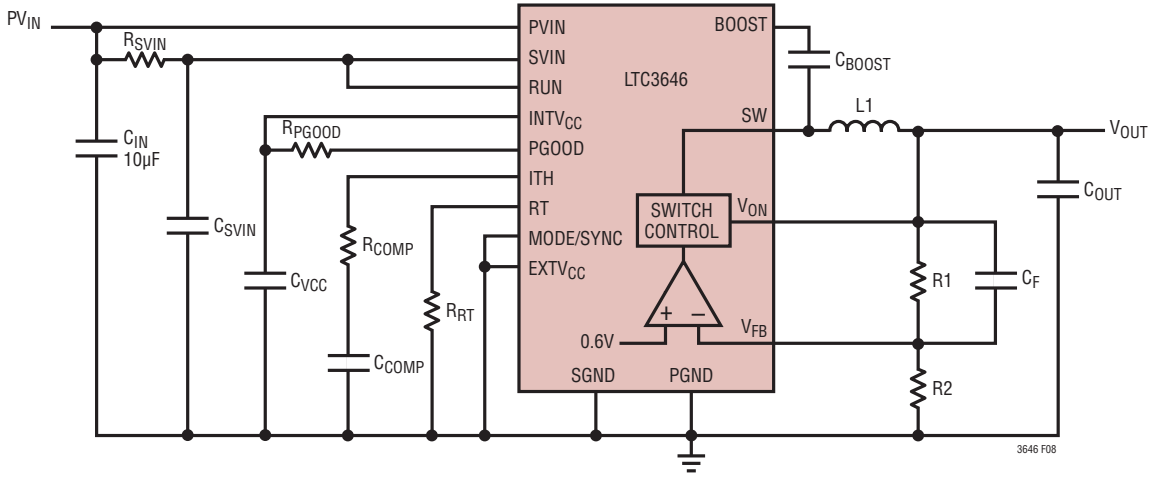 PVIN
RSVIN
CIN
10µF
CSVIN
RPGOOD
CVCC
RCOMP
CCOMP
RRT
PVIN
SVIN
RUN
INTVCC
PGOOD
ITH
RT
MODE/SYNC
EXTVCC
LTC3646
BOOST
SW
SWITCH
CONTROL
VON
+
–
0.6V
VFB
SGND
PGND
CBOOST
L1
VOUT
COUT
R1
CF
R2
3646 F08